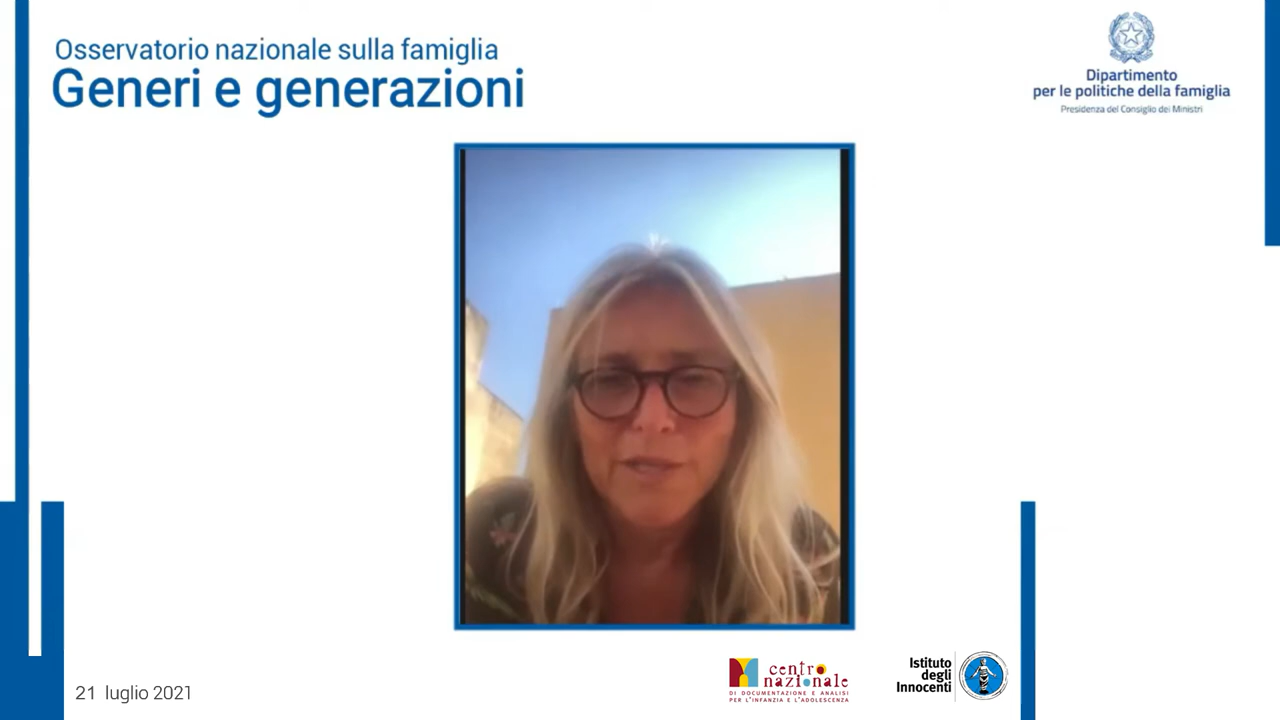 Osservatorio nazionale sulla famiglia
Generi e generazioni
Dipartimento
per le politiche della famiglia
Presidenza del Consiglio dei Ministri
21 luglio 2021
centro
nazionale
DI DOCUMENTAZIONE E ANALISI
PER L'INFANZIA E L'ADOLESCENZA
Istituto
degli
Innocenti